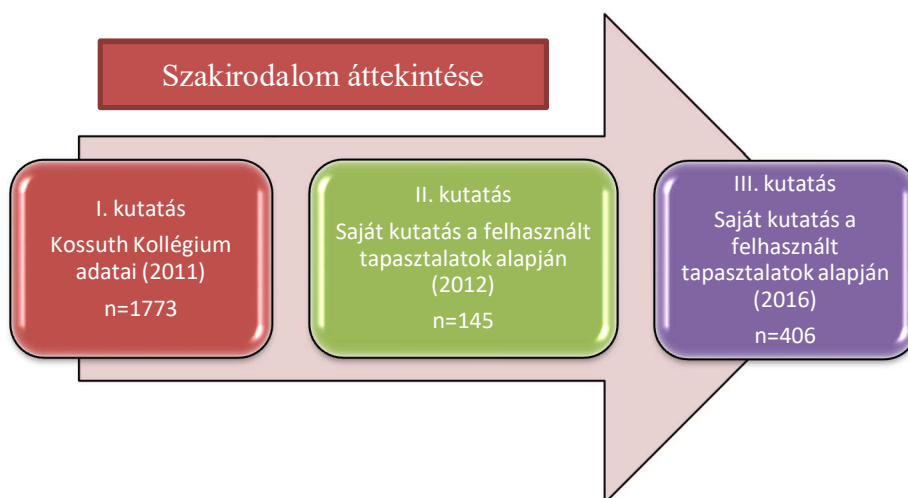 Szakirodalom áttekintése
I. kutatás
Kossuth Kollégium
adatai (2011)
n=1773
II. kutatás
Saját kutatás a felhasznált
tapasztalatok alapján
(2012)
n=145
III. kutatás
Saját kutatás a
felhasznált
tapasztalatok alapján
(2016)
n=406